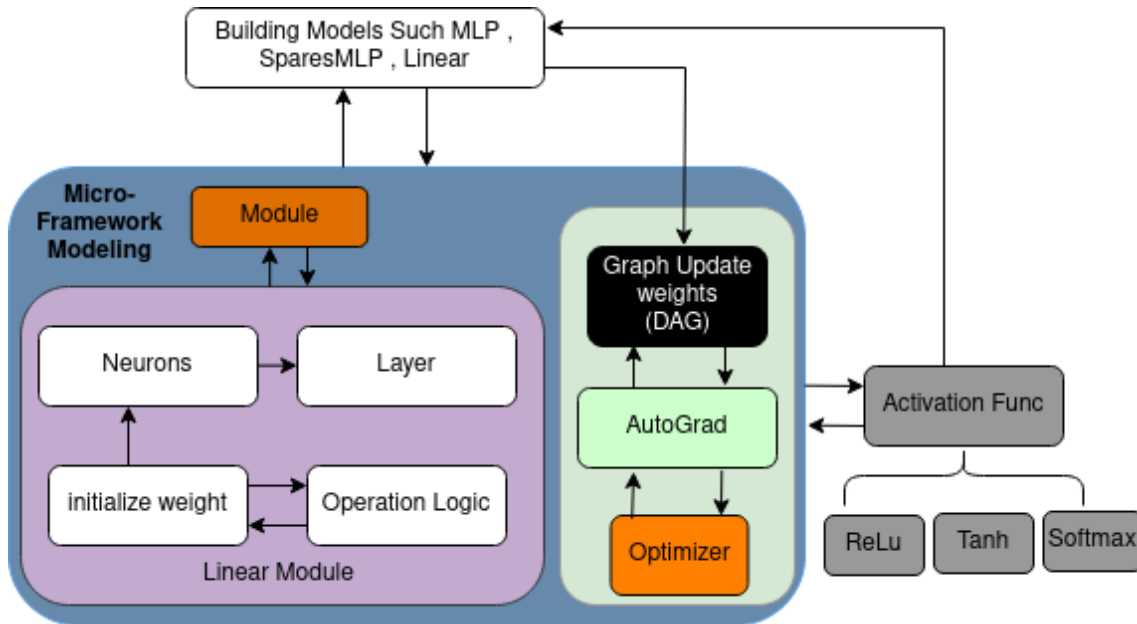 Building Models Such MLP ,
SparesMLP , Linear
Micro-
Framework
Modeling
Module
Graph Update
weights
(DAG)
Neurons
Layer
AutoGrad
Activation Func
initialize weight
Operation Logic
Optimizer
ReLu
Tanh
Softmax
Linear Module